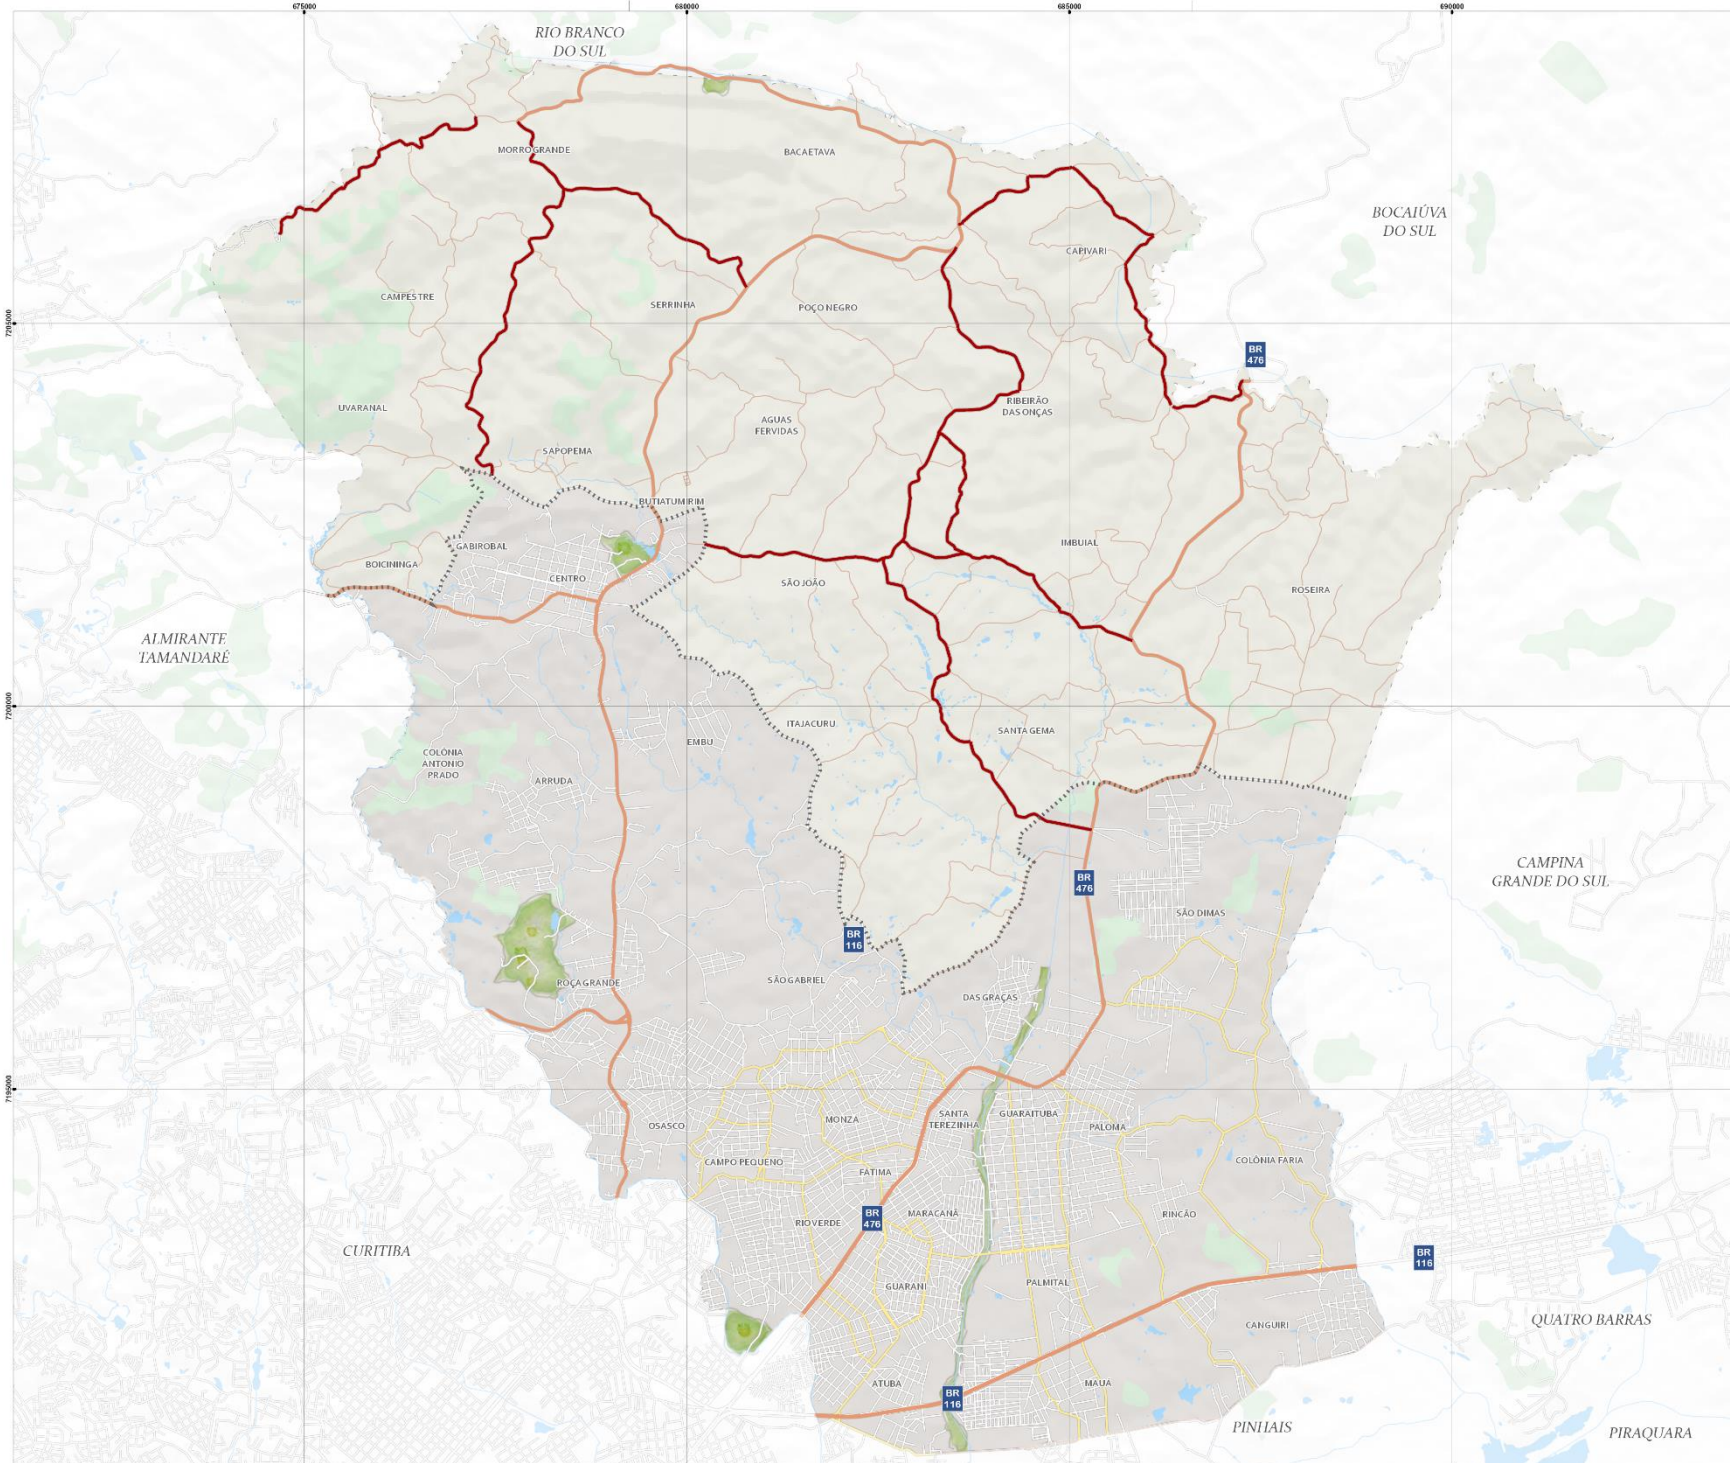 675000
680000
685000
690000
RIO BRANCO
DO SUL
MORRO GRANDE
BACAETAVA
BOCAIÚVA
DO SUL
CAPIVARI
CAMPESTRE
SERRINHA
POÇO NEGRO
7205000
BR
476
UVARANAL
RIBEIRÃO
DAS ONÇAS
AGUAS
FERVIDAS
SAPOPEMA
BUTIATUMIRIM
GABIROBAL
IMBUIAL
BOICININGA
CENTRO
SÃO JOÃO
ROSEIRA
ALMIRANTE
TAMANDARÉ
7200000
ITAJACURU
SANTA GEMA
EMBU
COLÔNIA
ANTONIO
PRADO
ARRUDA
CAMPINA
GRANDE DO SUL
BR
476
SÃO DIMAS
BR
116
ROÇA GRANDE
SÃO GABRIEL
DAS GRAÇAS
7195000
OSASCO
MONZA
SANTA
TEREZINHA
GUARAITUBA
PALOMA
CAMPO PEQUENO
FÁTIMA
COLÔNIA FARIA
RIO VERDE
BR
476
MARACANÃ
RINCÃO
CURITIBA
BR
116
GUARANI
PALMITAL
CANGUIRI
QUATRO BARRAS
ATUBA
MAUA
BR
116
PINHAIS
PIRAQUARA